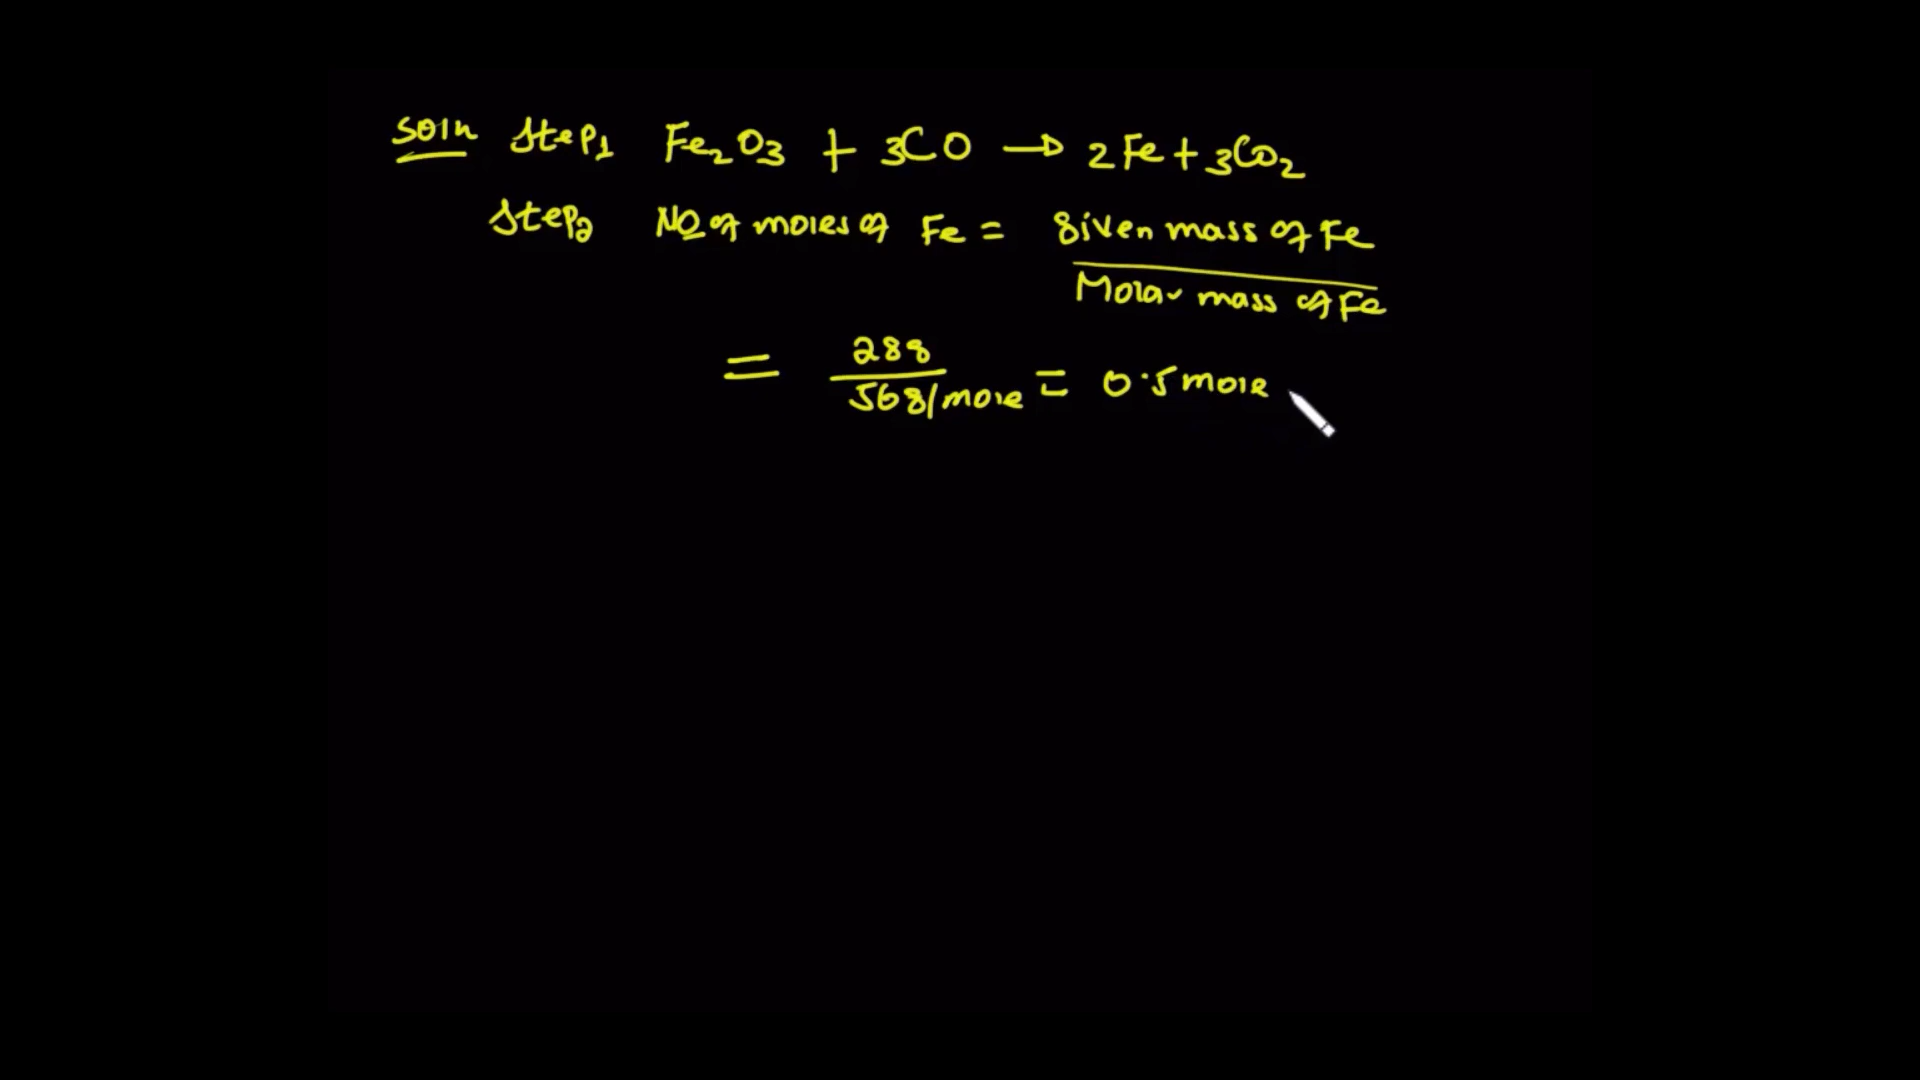 Soln Step1 Fe2O3 + 3CO → 2Fe + 3CO2
Step2 No of moles of Fe = given mass of Fe
Molar mass of Fe
= 28g / 56g/mole = 0.5 mole